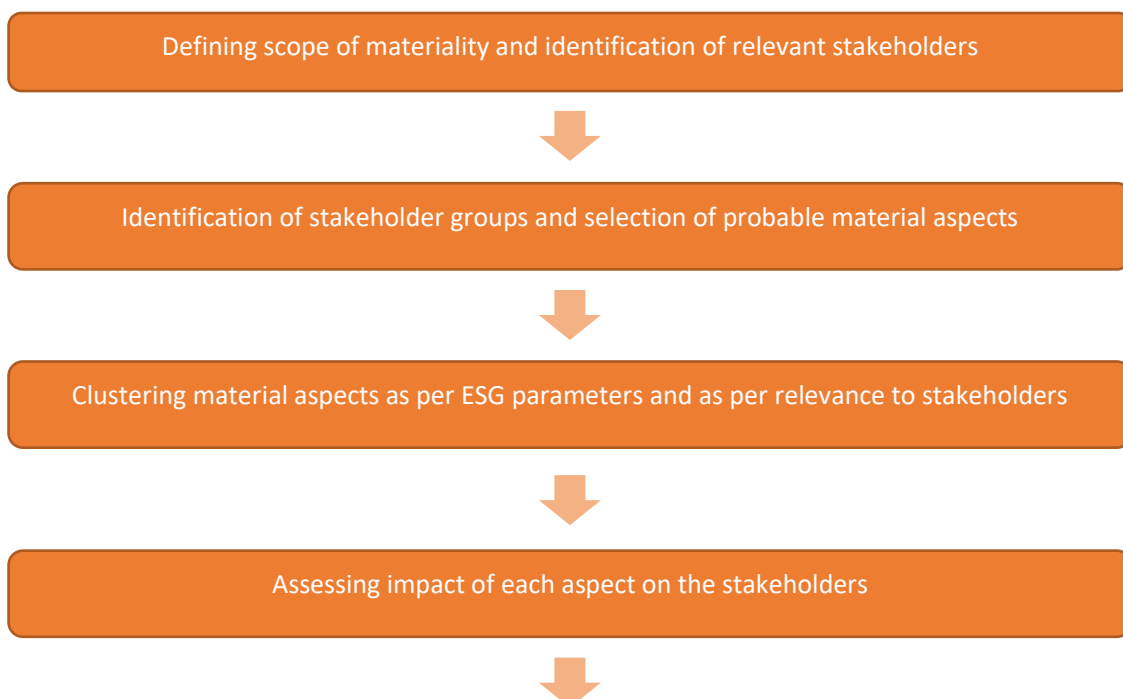 Defining scope of materiality and identification of relevant stakeholders
Identification of stakeholder groups and selection of probable material aspects
Clustering material aspects as per ESG parameters and as per relevance to stakeholders
Assessing impact of each aspect on the stakeholders